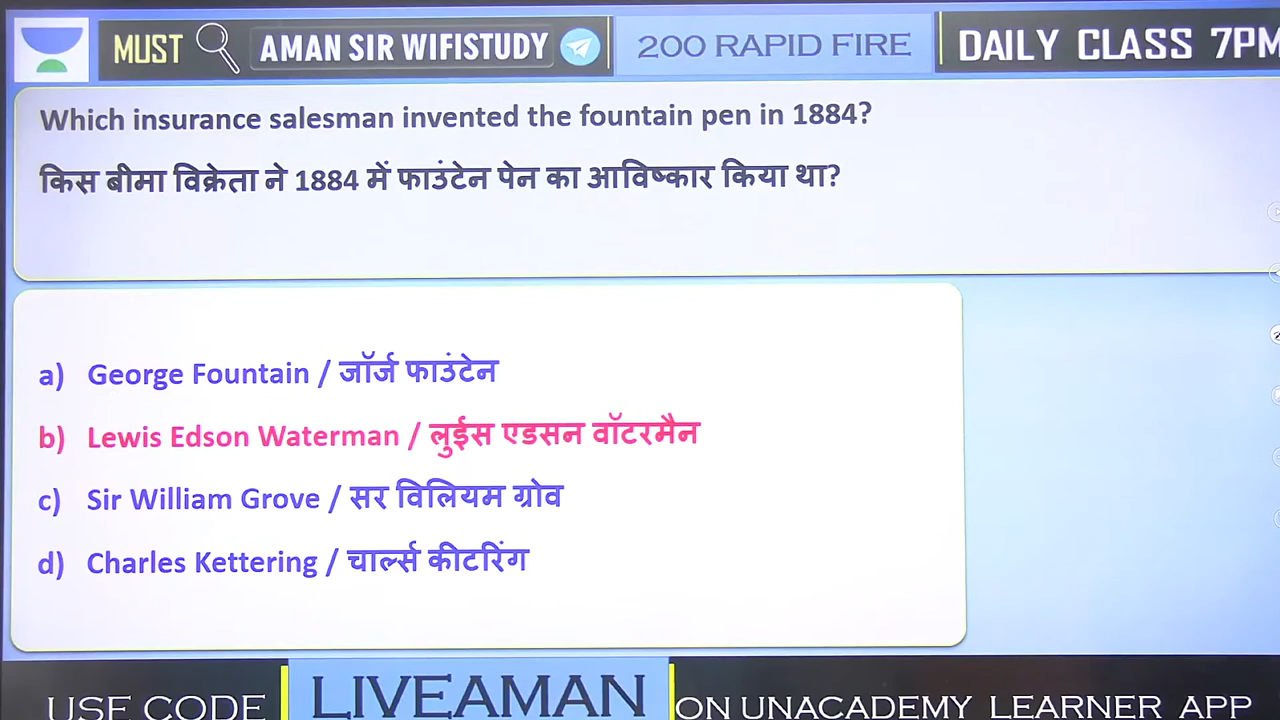 MUST AMAN SIR WIFISTUDY 200 RAPID FIRE DAILY CLASS 7PM
Which insurance salesman invented the fountain pen in 1884?
किस बीमा विक्रेता ने 1884 में फाउंटेन पेन का आविष्कार किया था?
a) George Fountain / जॉर्ज फाउंटेन
b) Lewis Edson Waterman / लुईस एडसन वॉटरमैन
c) Sir William Grove / सर विलियम ग्रोव
d) Charles Kettering / चार्ल्स कीटरिंग
USE CODE LIVEAMAN ON UNACADEMY LEARNER APP